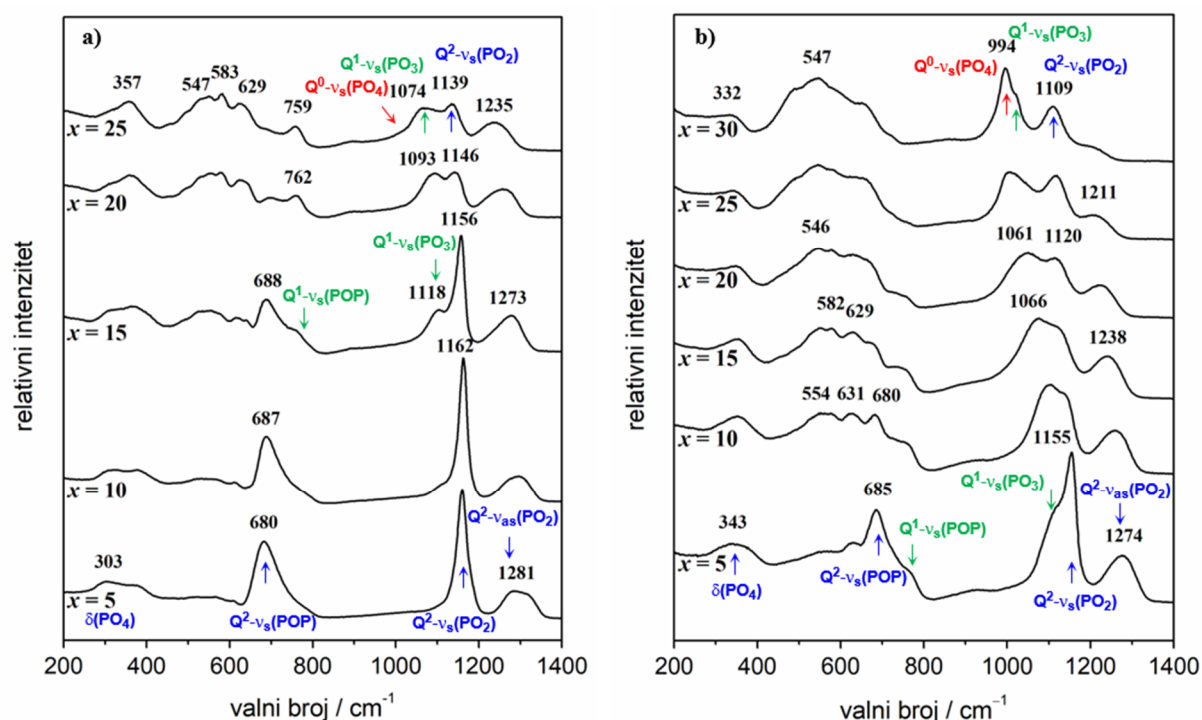 a)
Q¹-νs(PO₃)
Q²-νs(PO₂)
Q⁰-νs(PO₄)
357
547
583
629
759
1074
1139
1235
x = 25
762
1093
1146
x = 20
688
Q¹-νs(POP)
Q¹-νs(PO₃)
1118
1156
1273
x = 15
687
1162
x = 10
303
680
Q²-νas(PO₂)
1281
x = 5
δ(PO₄)
Q²-νs(POP)
Q²-νs(PO₂)
relativni intenzitet
200 400 600 800 1000 1200 1400
valni broj / cm⁻¹
b)
Q¹-νs(PO₃)
994
Q⁰-νs(PO₄)
Q²-νs(PO₂)
332
547
1109
x = 30
1211
x = 25
546
1061
1120
x = 20
582
629
1066
1238
x = 15
554
631
680
x = 10
1155
Q¹-νs(PO₃)
Q²-νas(PO₂)
343
685
Q¹-νs(POP)
1274
x = 5
δ(PO₄)
Q²-νs(POP)
Q²-νs(PO₂)
relativni intenzitet
200 400 600 800 1000 1200 1400
valni broj / cm⁻¹